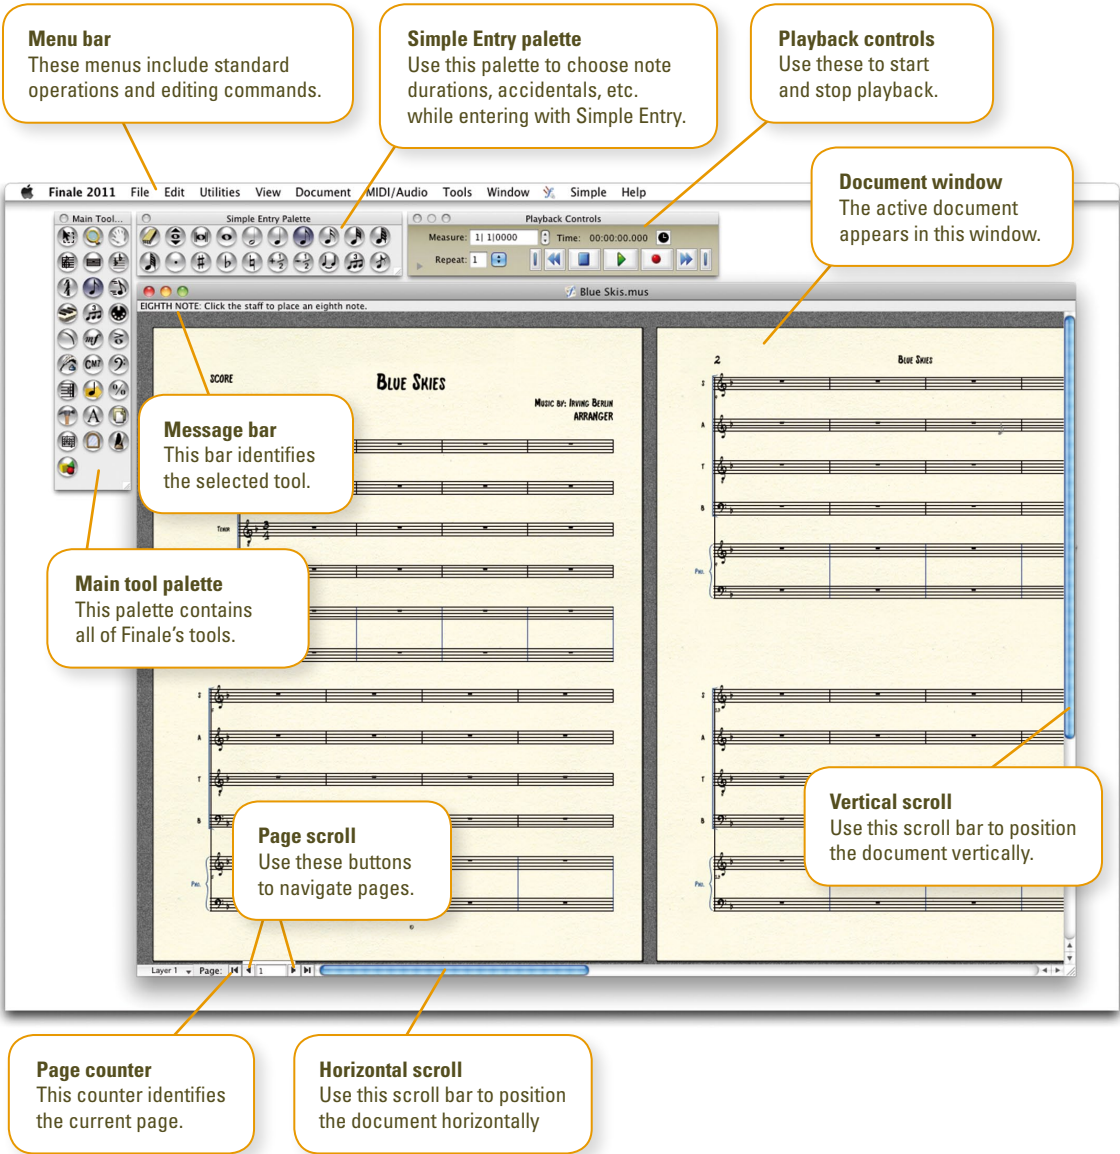 Menu bar
These menus include standard
operations and editing commands.
Simple Entry palette
Use this palette to choose note
durations, accidentals, etc.
while entering with Simple Entry.
Playback controls
Use these to start
and stop playback.
Document window
The active document
appears in this window.
Finale 2011 File Edit Utilities View Document MIDI/Audio Tools Window Simple Help
Main Tool...
Simple Entry Palette
Playback Controls
Measure: 1| 1|0000 Time: 00:00:00.000
Repeat: 1
Blue Skis.mus
EIGHTH NOTE: Click the staff to place an eighth note.
mf
CMT
A
SCORE
BLUE SKIES
MUSIC BY: IRVING BERLIN
ARRANGER
2
BLUE SKIES
S
A
T
B
PNO.
Message bar
This bar identifies
the selected tool.
TENOR
Main tool palette
This palette contains
all of Finale's tools.
S
A
T
B
PNO.
S
A
T
B
PNO.
Page scroll
Use these buttons
to navigate pages.
Vertical scroll
Use this scroll bar to position
the document vertically.
Layer 1 Page: 1
Page counter
This counter identifies
the current page.
Horizontal scroll
Use this scroll bar to position
the document horizontally